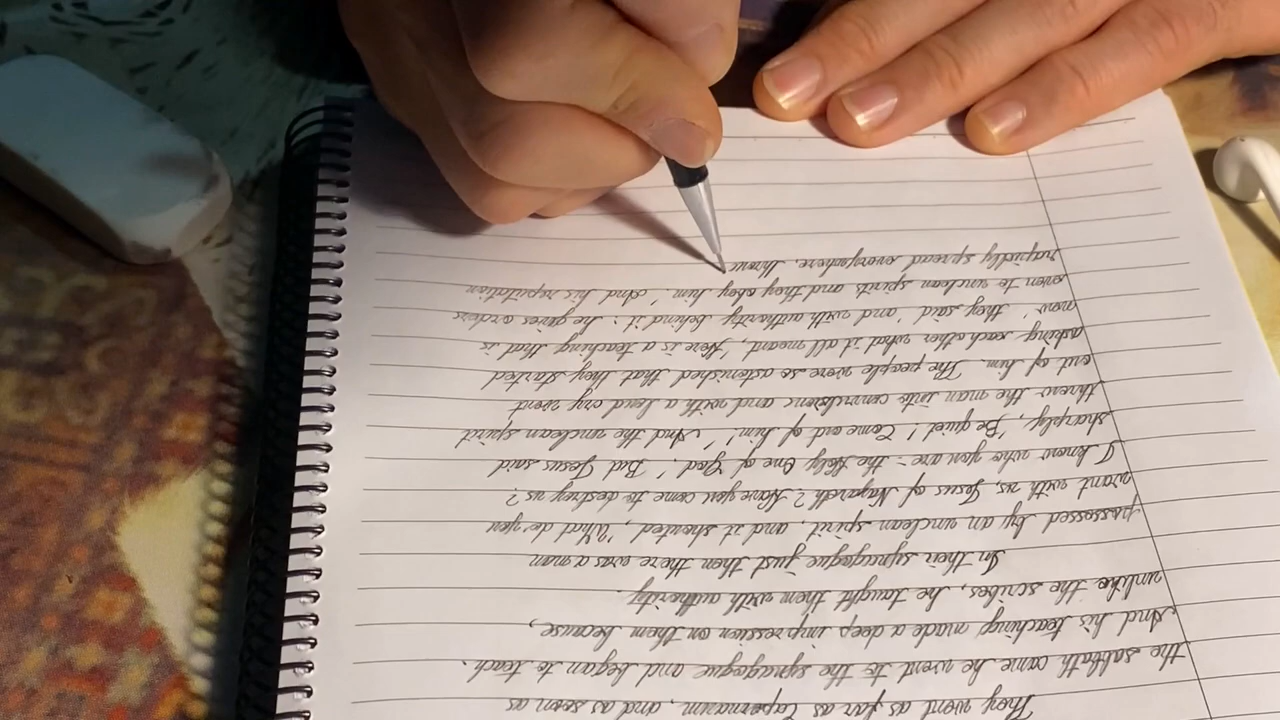 They went as far as Capernaum, and as soon as
the sabbath came he went to the synagogue and began to teach.
And his teaching made a deep impression on them because,
unlike the scribes, he taught them with authority.
In their synagogue just then there was a man
possessed by an unclean spirit, and it shouted, 'What do you
want with us, Jesus of Nazareth? Have you come to destroy us?
I know who you are - the Holy One of God.' But Jesus said
sharply, 'Be quiet! Come out of him!' And the unclean spirit
threw the man into convulsions and with a loud cry went
out of him. The people were so astonished that they started
asking each other what it all meant, 'Here is a teaching that is
new,' they said, 'and with authority behind it: he gives orders
even to unclean spirits and they obey him.' And his reputation
rapidly spread everywhere, throu